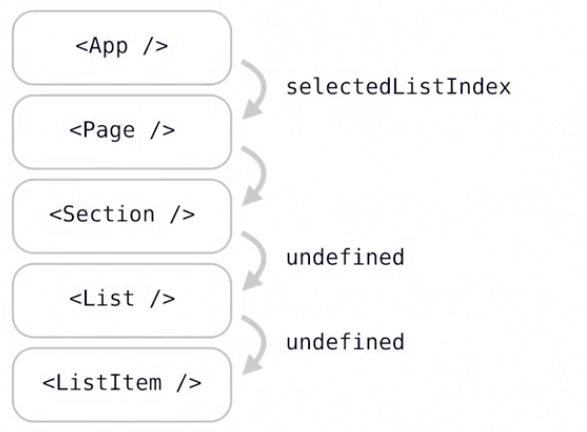 <App />
selectedListIndex
<Page />
<Section />
undefined
<List />
undefined
<ListItem />